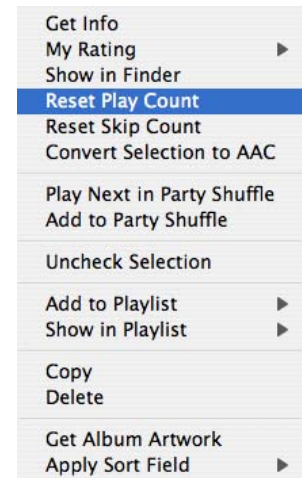 Get Info
My Rating
Show in Finder
Reset Play Count
Reset Skip Count
Convert Selection to AAC
Play Next in Party Shuffle
Add to Party Shuffle
Uncheck Selection
Add to Playlist
Show in Playlist
Copy
Delete
Get Album Artwork
Apply Sort Field